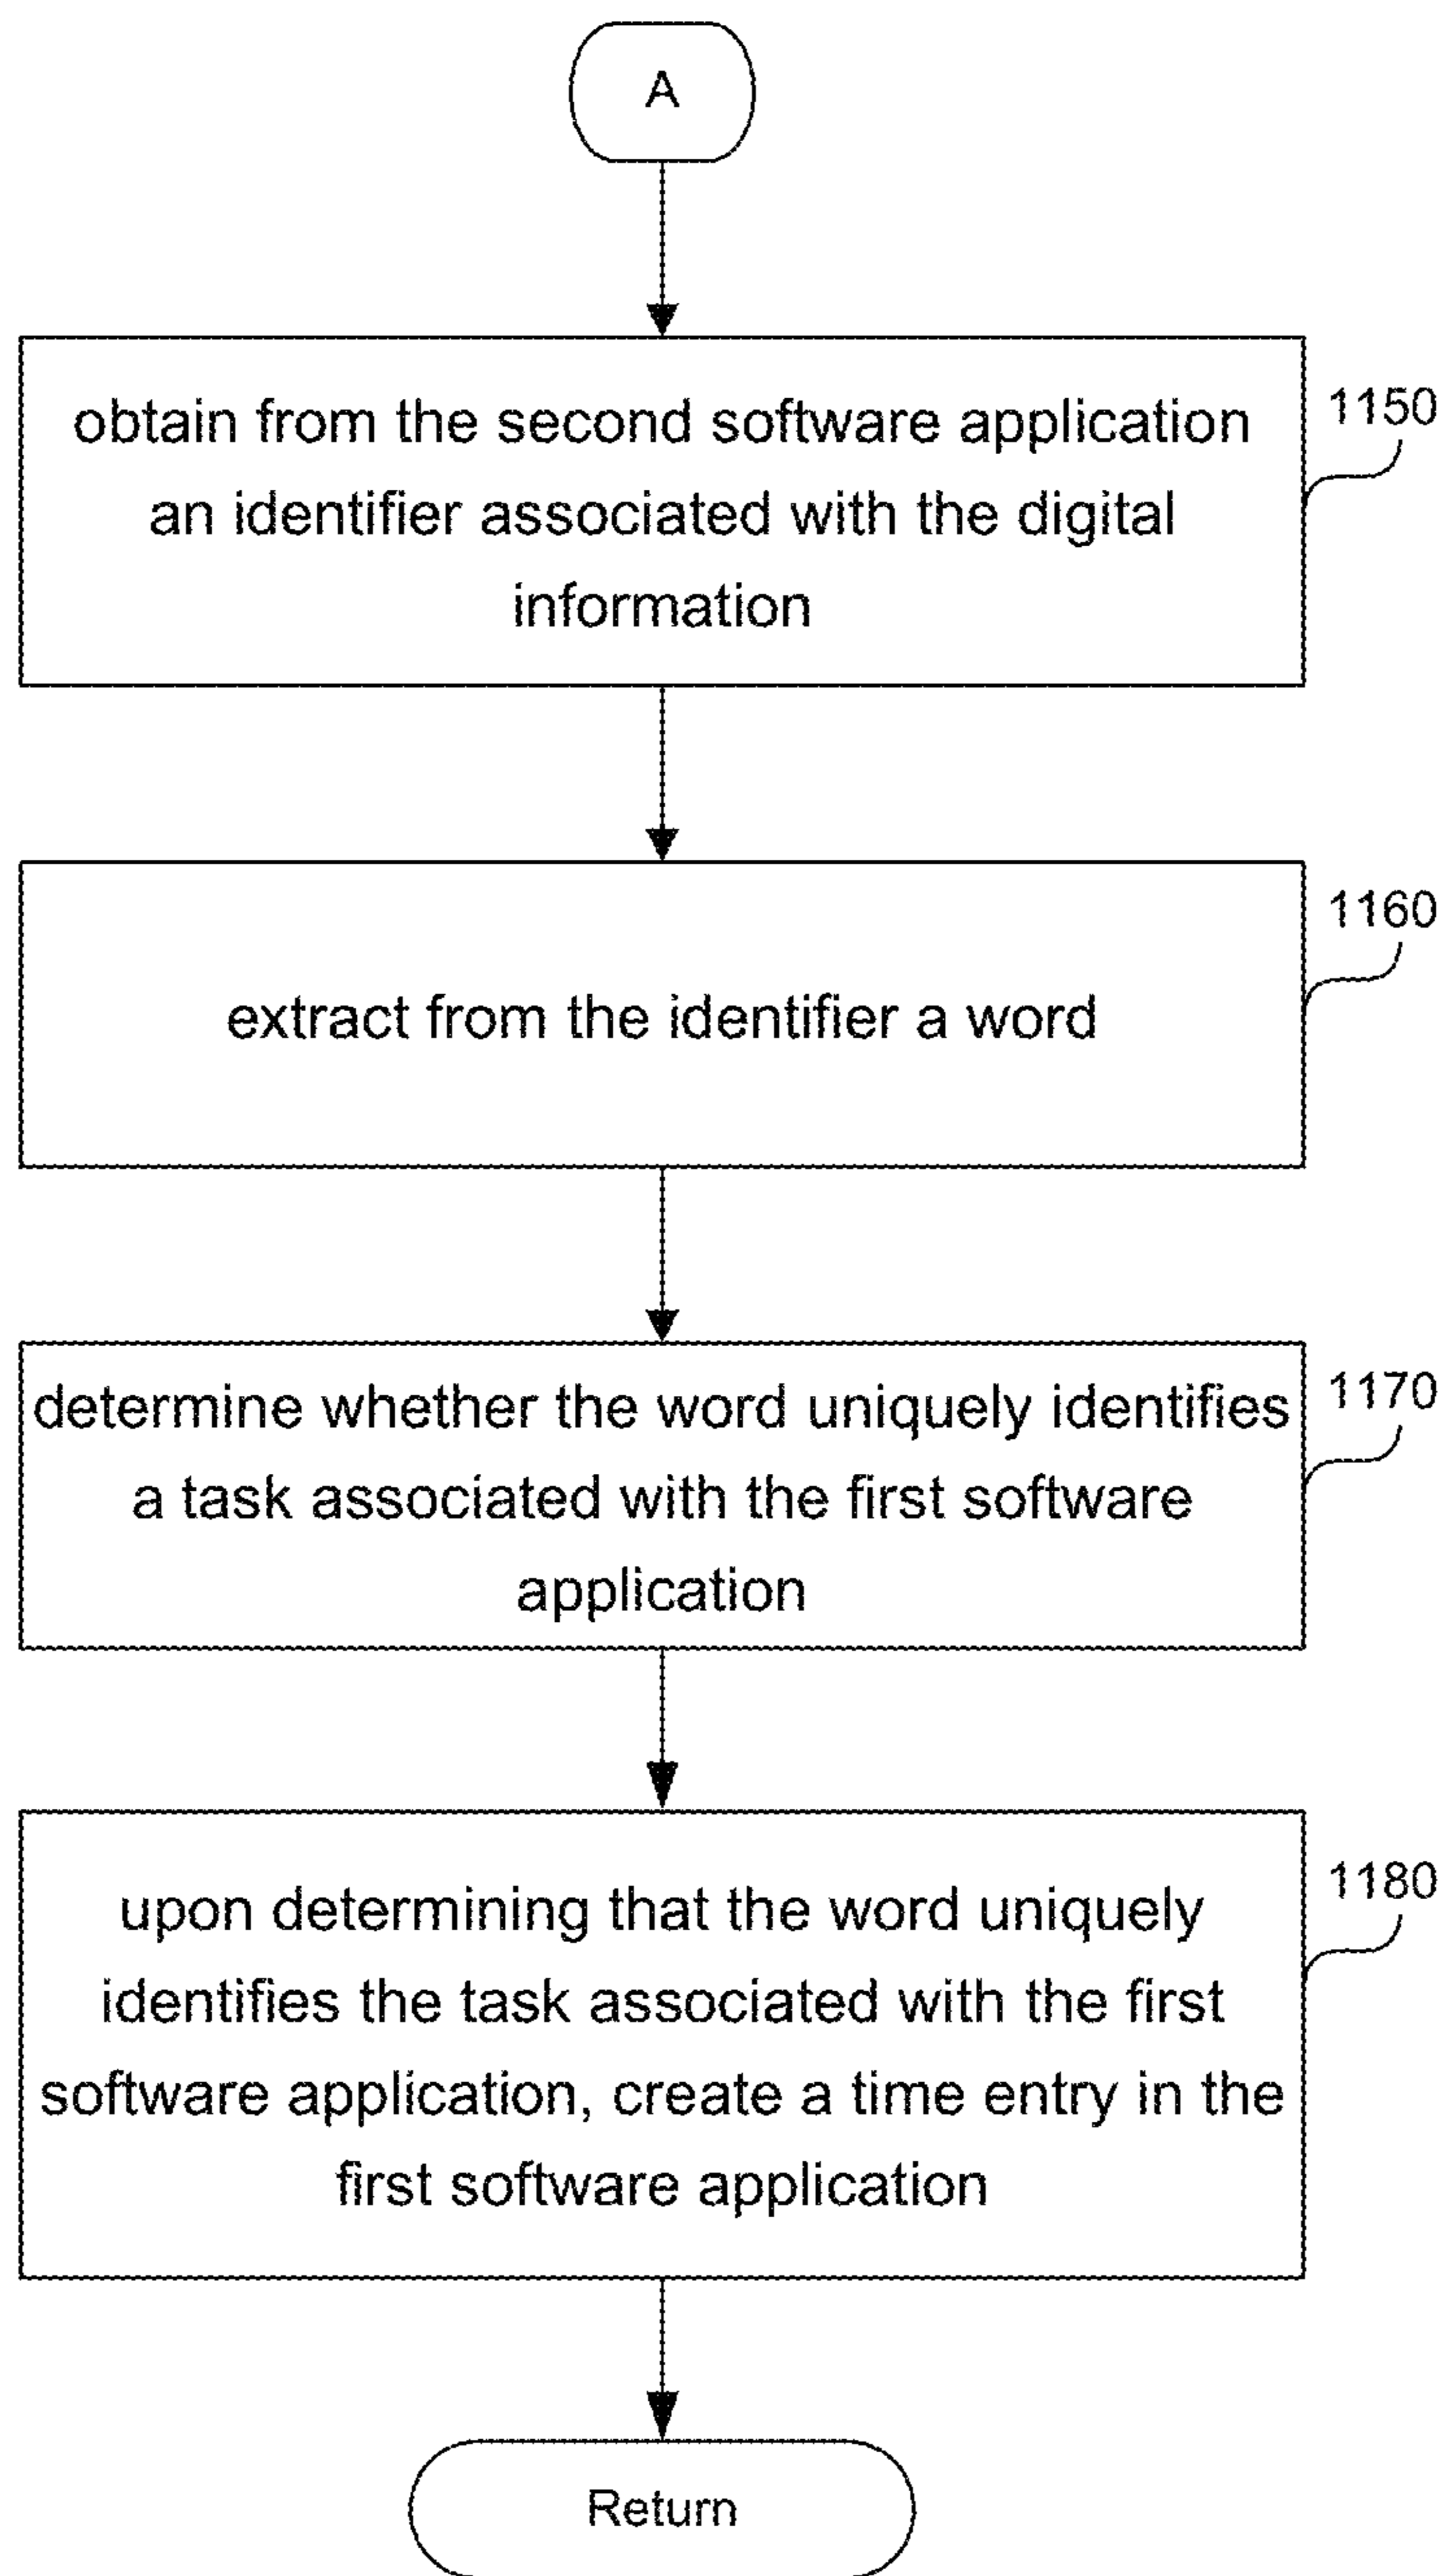 A
obtain from the second software application
1150
an identifier associated with the digital
information
1160
extract from the identifier a word
determine whether the word uniquely identifies
1170
a task associated with the first software
application
upon determining that the word uniquely
1180
identifies the task associated with the first
software application, create a time entry in the
first software application
Return